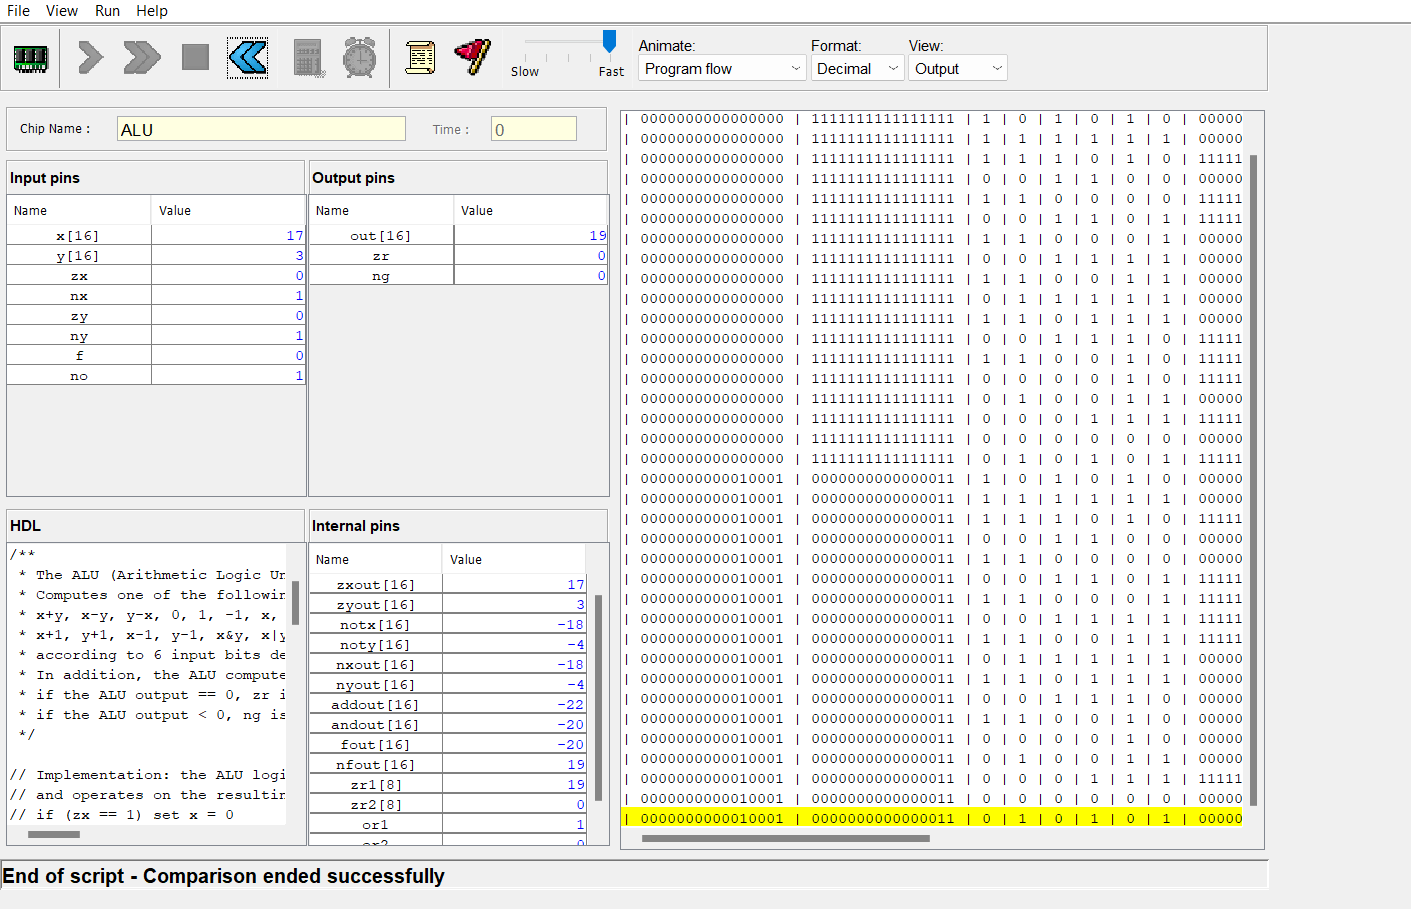 File View Run Help
Slow Fast
Animate: Format: View:
Program flow Decimal Output
Chip Name : ALU Time : 0
Input pins
Name Value
x[16] 17
y[16] 3
zx 0
nx 1
zy 0
ny 1
f 0
no 1
Output pins
Name Value
out[16] 19
zr 0
ng 0
HDL
/**
* The ALU (Arithmetic Logic Un
* Computes one of the followin
* x+y, x-y, y-x, 0, 1, -1, x,
* x+1, y+1, x-1, y-1, x&y, x|y
* according to 6 input bits de
* In addition, the ALU compute
* if the ALU output == 0, zr i
* if the ALU output < 0, ng is
*/
// Implementation: the ALU logi
// and operates on the resultin
// if (zx == 1) set x = 0
Internal pins
Name Value
zxout[16] 17
zyout[16] 3
notx[16] -18
noty[16] -4
nxout[16] -18
nyout[16] -4
addout[16] -22
andout[16] -20
fout[16] -20
nfout[16] 19
zr1[8] 19
zr2[8] 0
or1 1
or2 0
| 0000000000000000 | 1111111111111111 | 1 | 0 | 1 | 0 | 1 | 0 | 00000
| 0000000000000000 | 1111111111111111 | 1 | 1 | 1 | 1 | 1 | 1 | 00000
| 0000000000000000 | 1111111111111111 | 1 | 1 | 1 | 0 | 1 | 0 | 11111
| 0000000000000000 | 1111111111111111 | 0 | 0 | 1 | 1 | 0 | 0 | 00000
| 0000000000000000 | 1111111111111111 | 1 | 1 | 0 | 0 | 0 | 0 | 11111
| 0000000000000000 | 1111111111111111 | 0 | 0 | 1 | 1 | 0 | 1 | 11111
| 0000000000000000 | 1111111111111111 | 1 | 1 | 0 | 0 | 0 | 1 | 00000
| 0000000000000000 | 1111111111111111 | 0 | 0 | 1 | 1 | 1 | 1 | 00000
| 0000000000000000 | 1111111111111111 | 1 | 1 | 0 | 0 | 1 | 1 | 00000
| 0000000000000000 | 1111111111111111 | 0 | 1 | 1 | 1 | 1 | 1 | 00000
| 0000000000000000 | 1111111111111111 | 1 | 1 | 0 | 1 | 1 | 1 | 00000
| 0000000000000000 | 1111111111111111 | 0 | 0 | 1 | 1 | 1 | 0 | 11111
| 0000000000000000 | 1111111111111111 | 1 | 1 | 0 | 0 | 1 | 0 | 11111
| 0000000000000000 | 1111111111111111 | 0 | 0 | 0 | 0 | 1 | 0 | 11111
| 0000000000000000 | 1111111111111111 | 0 | 1 | 0 | 0 | 1 | 1 | 00000
| 0000000000000000 | 1111111111111111 | 0 | 0 | 0 | 1 | 1 | 1 | 11111
| 0000000000000000 | 1111111111111111 | 0 | 0 | 0 | 0 | 0 | 0 | 00000
| 0000000000000000 | 1111111111111111 | 0 | 1 | 0 | 1 | 0 | 1 | 11111
| 0000000000010001 | 0000000000000011 | 1 | 0 | 1 | 0 | 1 | 0 | 00000
| 0000000000010001 | 0000000000000011 | 1 | 1 | 1 | 1 | 1 | 1 | 00000
| 0000000000010001 | 0000000000000011 | 1 | 1 | 1 | 0 | 1 | 0 | 11111
| 0000000000010001 | 0000000000000011 | 0 | 0 | 1 | 1 | 0 | 0 | 00000
| 0000000000010001 | 0000000000000011 | 1 | 1 | 0 | 0 | 0 | 0 | 00000
| 0000000000010001 | 0000000000000011 | 0 | 0 | 1 | 1 | 0 | 1 | 11111
| 0000000000010001 | 0000000000000011 | 1 | 1 | 0 | 0 | 0 | 1 | 11111
| 0000000000010001 | 0000000000000011 | 0 | 0 | 1 | 1 | 1 | 1 | 11111
| 0000000000010001 | 0000000000000011 | 1 | 1 | 0 | 0 | 1 | 1 | 11111
| 0000000000010001 | 0000000000000011 | 0 | 1 | 1 | 1 | 1 | 1 | 00000
| 0000000000010001 | 0000000000000011 | 1 | 1 | 0 | 1 | 1 | 1 | 00000
| 0000000000010001 | 0000000000000011 | 0 | 0 | 1 | 1 | 1 | 0 | 00000
| 0000000000010001 | 0000000000000011 | 1 | 1 | 0 | 0 | 1 | 0 | 00000
| 0000000000010001 | 0000000000000011 | 0 | 0 | 0 | 0 | 1 | 0 | 00000
| 0000000000010001 | 0000000000000011 | 0 | 1 | 0 | 0 | 1 | 1 | 00000
| 0000000000010001 | 0000000000000011 | 0 | 0 | 0 | 1 | 1 | 1 | 11111
| 0000000000010001 | 0000000000000011 | 0 | 0 | 0 | 0 | 0 | 0 | 00000
| 0000000000010001 | 0000000000000011 | 0 | 1 | 0 | 1 | 0 | 1 | 00000
End of script - Comparison ended successfully